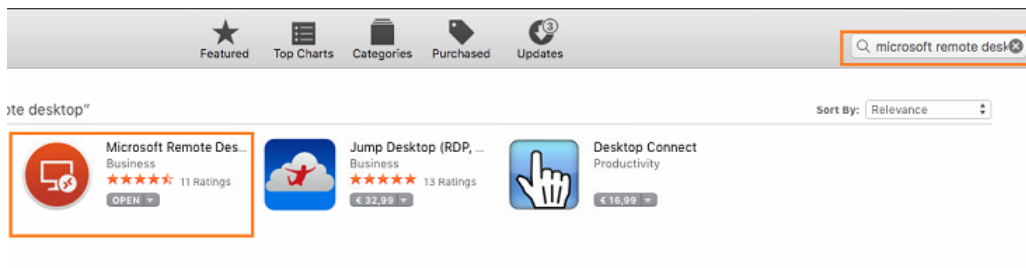 Featured Top Charts Categories Purchased Updates
3
microsoft remote desk
ote desktop"
Sort By: Relevance
Microsoft Remote Des...
Business
11 Ratings
OPEN
Jump Desktop (RDP, ...
Business
13 Ratings
€ 32,99
Desktop Connect
Productivity
€ 16,99